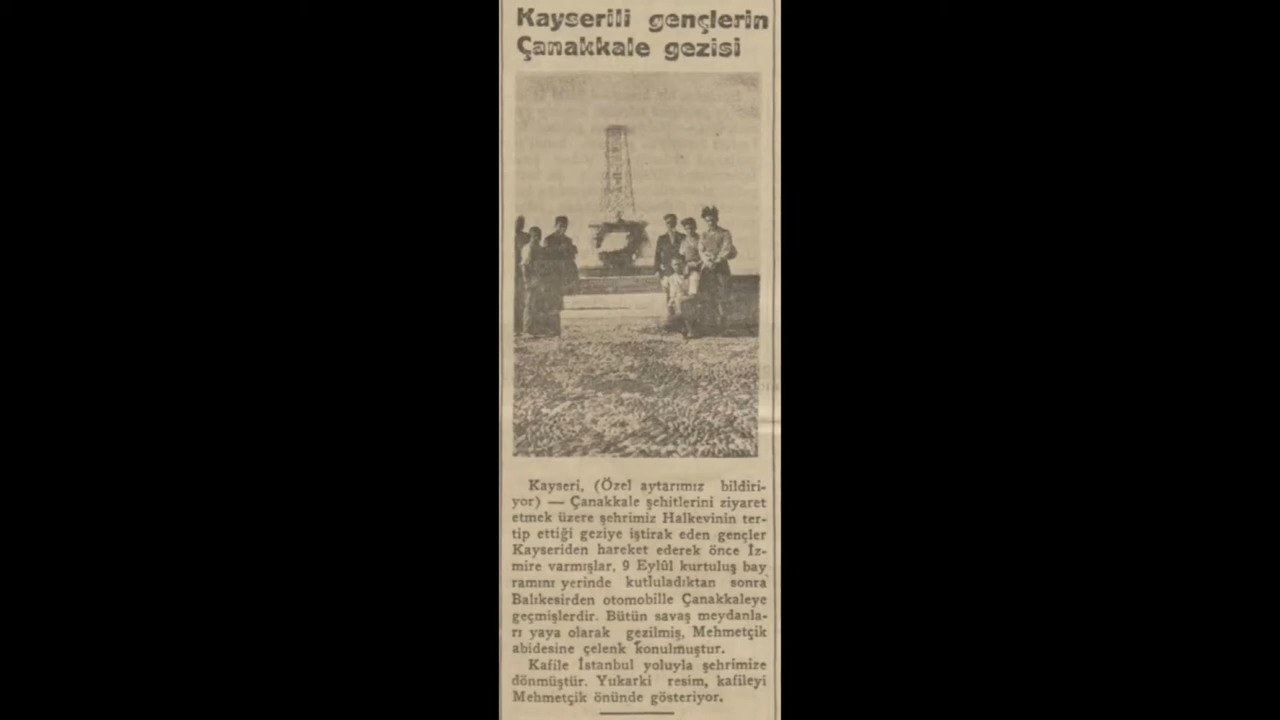 Kayserili gençlerin
Çanakkale gezisi
Kayseri, (Özel aytarımız bildiri-
yor) — Çanakkale şehitlerini ziyaret
etmek üzere şehrimiz Halkevinin ter-
tip ettiği geziye iştirak eden gençler
Kayseriden hareket ederek önce İz-
mire varmışlar, 9 Eylûl kurtuluş bay
ramını yerinde kutluladıktan sonra
Balıkesirden otomobille Çanakkaleye
geçmişlerdir. Bütün savaş meydanla-
rı yaya olarak gezilmiş, Mehmetçik
abidesine çelenk konulmuştur.
Kafile İstanbul yoluyla şehrimize
dönmüştür. Yukarki resim, kafileyi
Mehmetçik önünde gösteriyor.